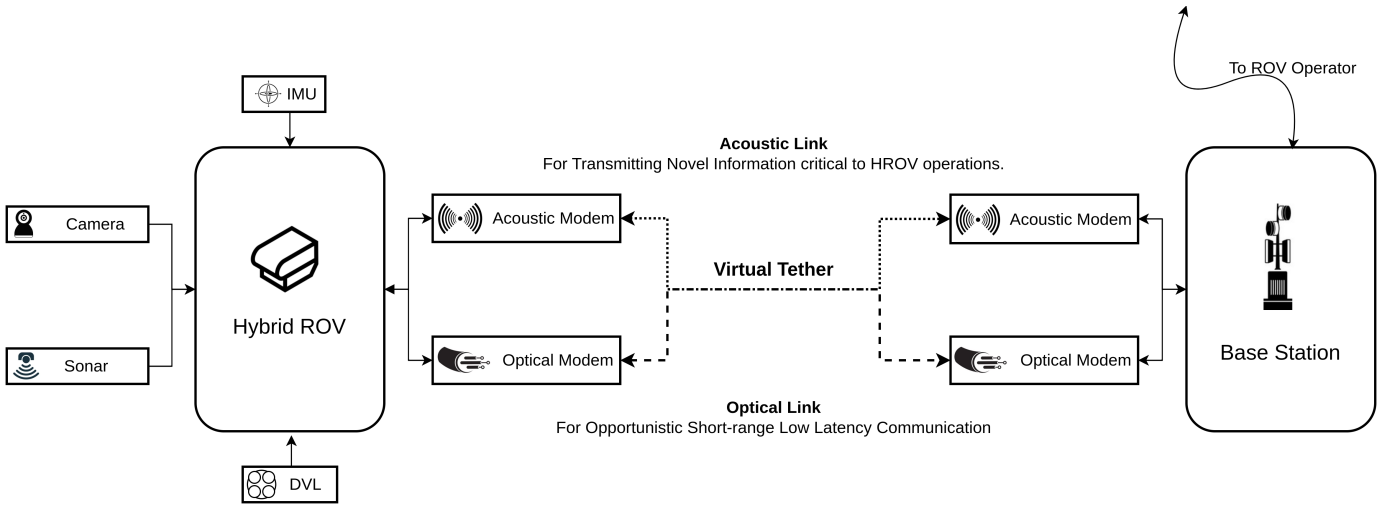 To ROV Operator
IMU
Acoustic Link
For Transmitting Novel Information critical to HROV operations.
Camera
Acoustic Modem
Acoustic Modem
Virtual Tether
Hybrid ROV
Base Station
Sonar
Optical Modem
Optical Modem
Optical Link
For Opportunistic Short-range Low Latency Communication
DVL